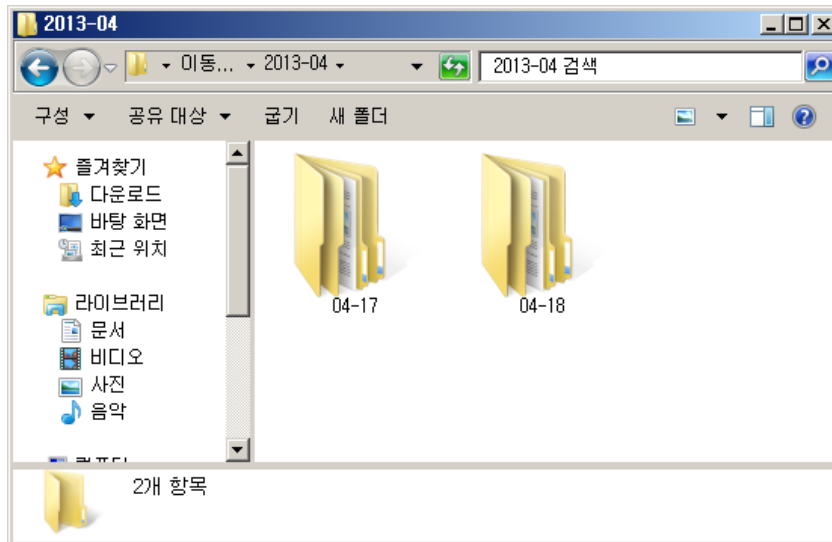 2013-04
이동... 2013-04
2013-04 검색
구성 공유 대상 굽기 새 폴더
즐겨찾기
다운로드
바탕 화면
최근 위치
라이브러리
문서
비디오
사진
음악
04-17
04-18
2개 항목